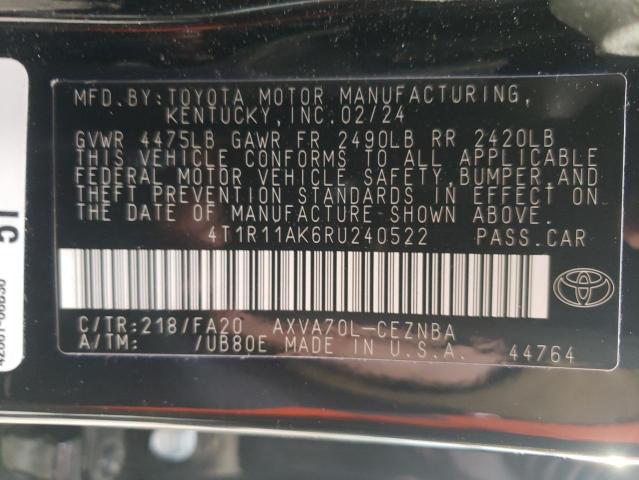 MFD.BY:TOYOTA MOTOR MANUFACTURING,
KENTUCKY,INC.02/24
GVWR 4475LB GAWR FR 2490LB RR 2420LB
THIS VEHICLE CONFORMS TO ALL APPLICABLE
FEDERAL MOTOR VEHICLE SAFETY,BUMPER AND
THEFT PREVENTION STANDARDS IN EFFECT ON
THE DATE OF MANUFACTURE SHOWN ABOVE.
4T1R11AK6RU240522 PASS.CAR
C/TR:218/FA20 AXVA70L-CEZNBA
A/TM: /UB80E MADE IN U.S.A. 44764